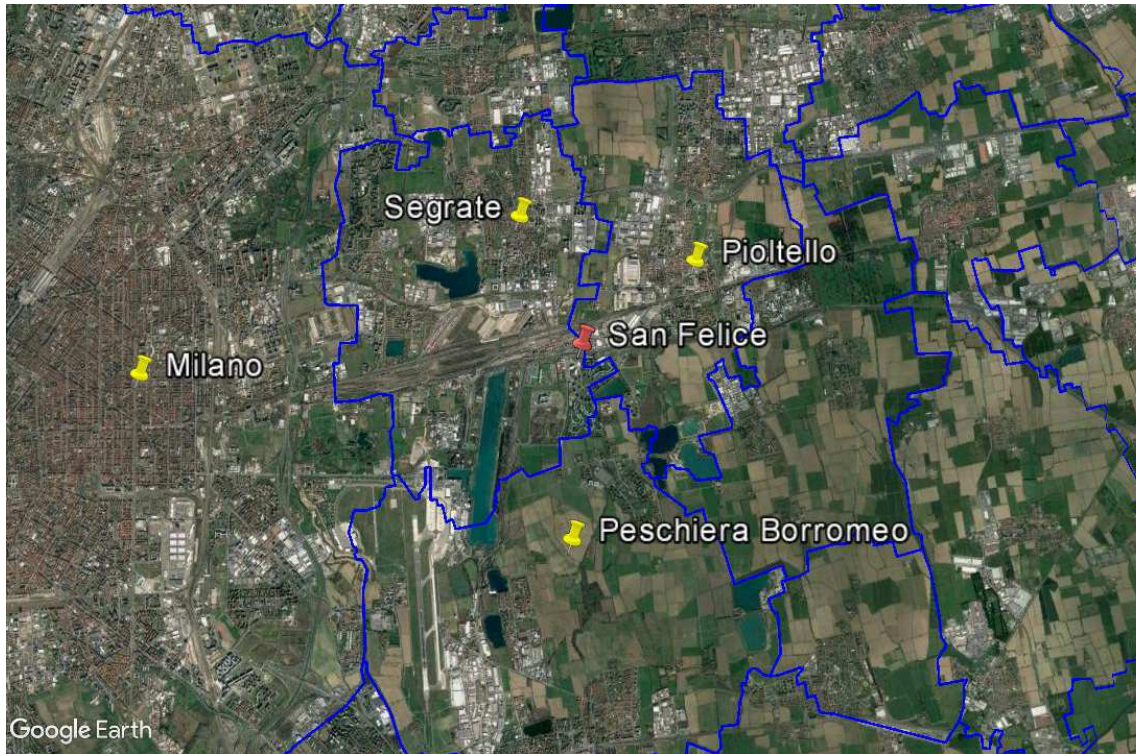 Segrate
Pioltello
San Felice
Milano
Peschiera Borromeo
Google Earth